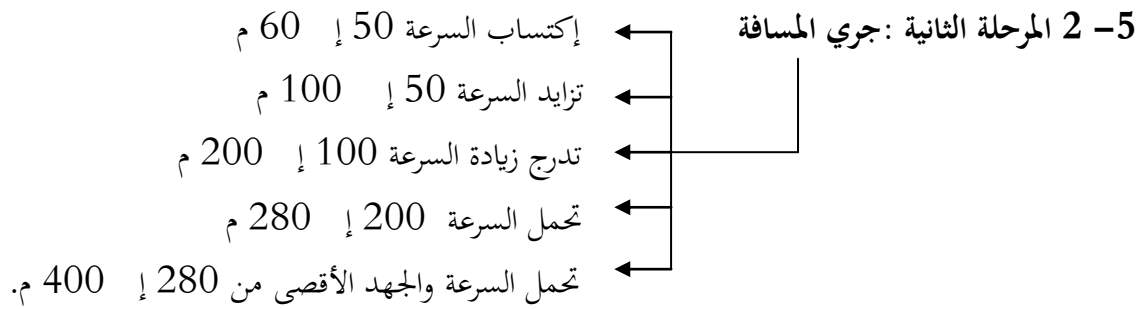 5– 2 المرحلة الثانية :جري المسافة
إكتساب السرعة 50 إ 60 م
تزايد السرعة 50 إ 100 م
تدرج زيادة السرعة 100 إ 200 م
تحمل السرعة 200 إ 280 م
تحمل السرعة والجهد الأقصى من 280 إ 400 م.